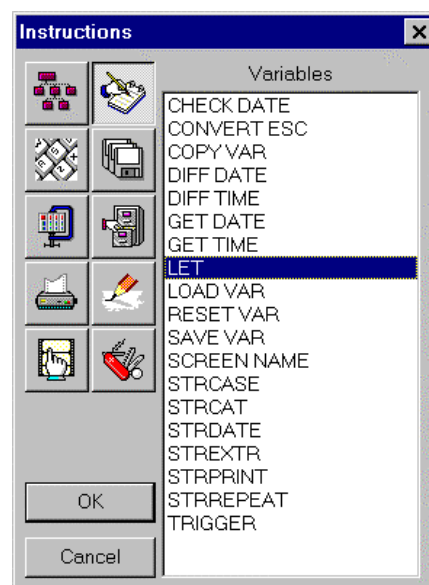 Instructions
Variables
CHECK DATE
CONVERT ESC
COPY VAR
DIFF DATE
DIFF TIME
GET DATE
GET TIME
LET
LOAD VAR
RESET VAR
SAVE VAR
SCREEN NAME
STRCASE
STRCAT
STRDATE
STREXTR
STRPRINT
STRREPEAT
TRIGGER
OK
Cancel